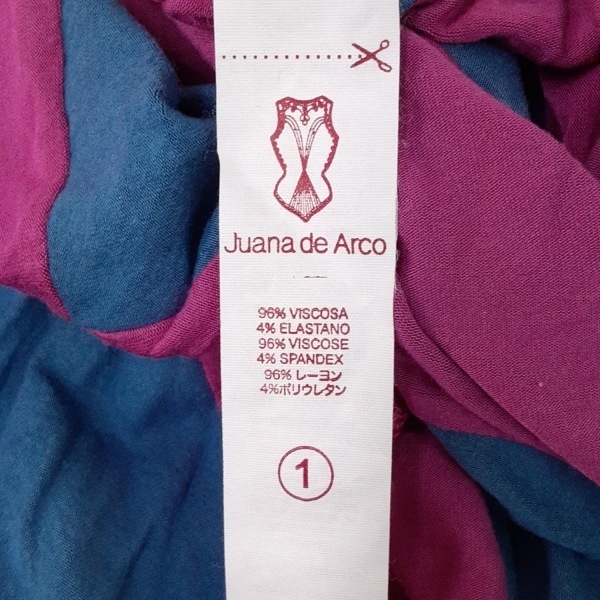 Juana de Arco
96% VISCOSA
4% ELASTANO
96% VISCOSE
4% SPANDEX
96% レーヨン
4%ポリウレタン
1